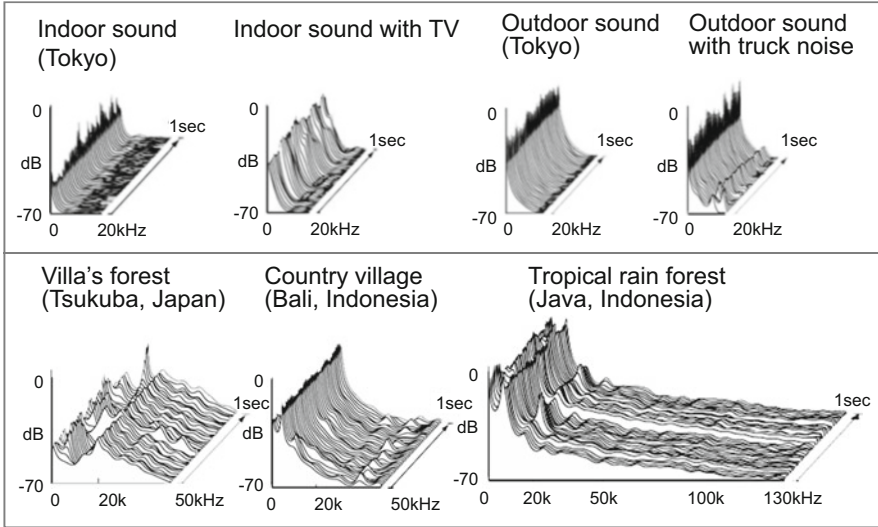 Indoor sound
(Tokyo)
0
dB
-70
0
20kHz
1sec
Indoor sound with TV
0
dB
-70
0
20kHz
1sec
Outdoor sound
(Tokyo)
0
dB
-70
0
20kHz
1sec
Outdoor sound
with truck noise
0
dB
-70
0
20kHz
1sec
Villa's forest
(Tsukuba, Japan)
0
dB
-70
0
20k
50kHz
1sec
Country village
(Bali, Indonesia)
0
dB
-70
0
20k
50kHz
1sec
Tropical rain forest
(Java, Indonesia)
0
dB
-70
0
20k
50k
100k
130kHz
1sec